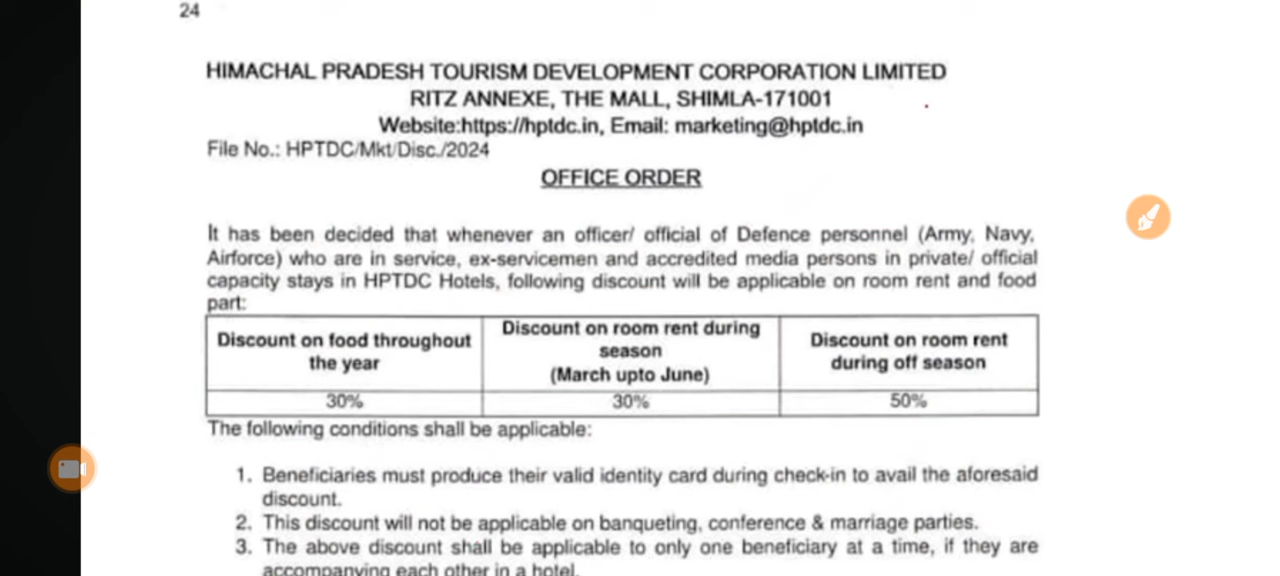 24
HIMACHAL PRADESH TOURISM DEVELOPMENT CORPORATION LIMITED
RITZ ANNEXE, THE MALL, SHIMLA-171001
Website:https://hptdc.in, Email: marketing@hptdc.in
File No.: HPTDC/Mkt/Disc./2024
OFFICE ORDER
It has been decided that whenever an officer/ official of Defence personnel (Army, Navy,
Airforce) who are in service, ex-servicemen and accredited media persons in private/ official
capacity stays in HPTDC Hotels, following discount will be applicable on room rent and food
part:
Discount on food throughout
the year
Discount on room rent during
season
(March upto June)
Discount on room rent
during off season
30%
30%
50%
The following conditions shall be applicable:
1. Beneficiaries must produce their valid identity card during check-in to avail the aforesaid
discount.
2. This discount will not be applicable on banqueting, conference & marriage parties.
3. The above discount shall be applicable to only one beneficiary at a time, if they are
accompanying each other in a hotel.